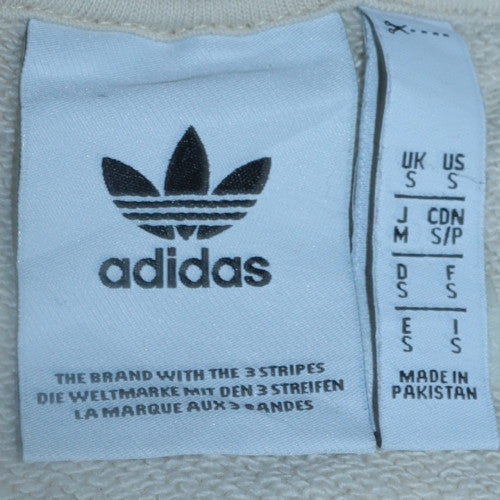 adidas
THE BRAND WITH THE 3 STRIPES
DIE WELTMARKE MIT DEN 3 STREIFEN
LA MARQUE AUX 3 BANDES
UK US
S S
J CDN
M S/P
D F
S S
E I
S S
MADE IN
PAKISTAN